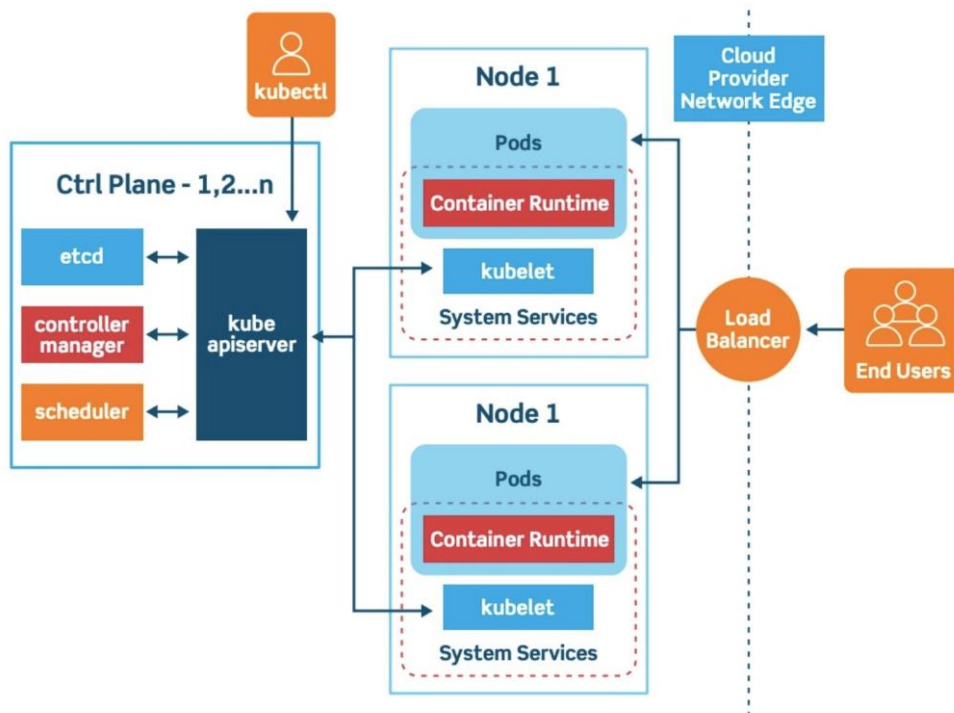 kubectl
Ctrl Plane - 1,2...n
etcd
controller
manager
scheduler
kube
apiserver
Node 1
Pods
Container Runtime
kubelet
System Services
Node 1
Pods
Container Runtime
kubelet
System Services
Cloud
Provider
Network Edge
Load
Balancer
End Users